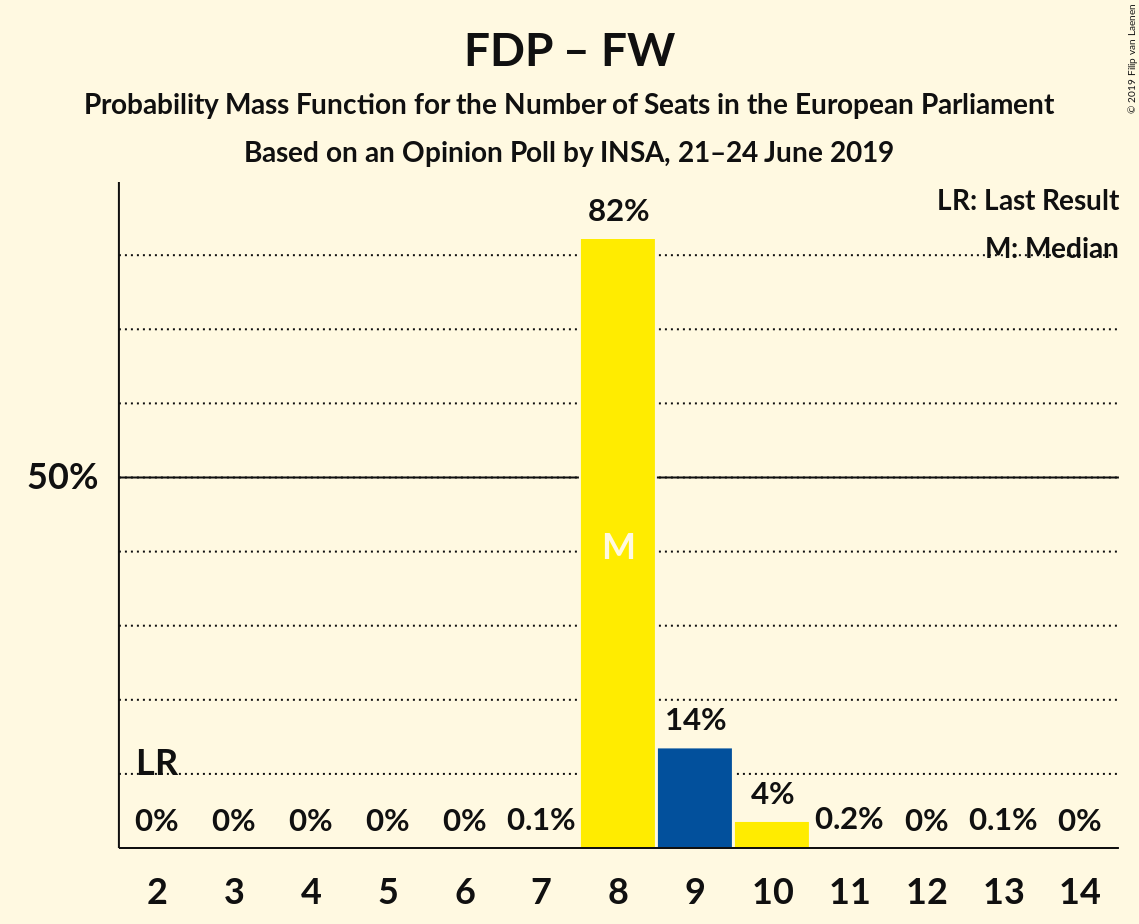 FDP – FW
Probability Mass Function for the Number of Seats in the European Parliament
Based on an Opinion Poll by INSA, 21–24 June 2019
© 2019 Filip van Laenen
LR: Last Result
M: Median
82%
50%
M
14%
LR
4%
0% 0% 0% 0% 0% 0.1% 0.2% 0% 0.1% 0%
2 3 4 5 6 7 8 9 10 11 12 13 14